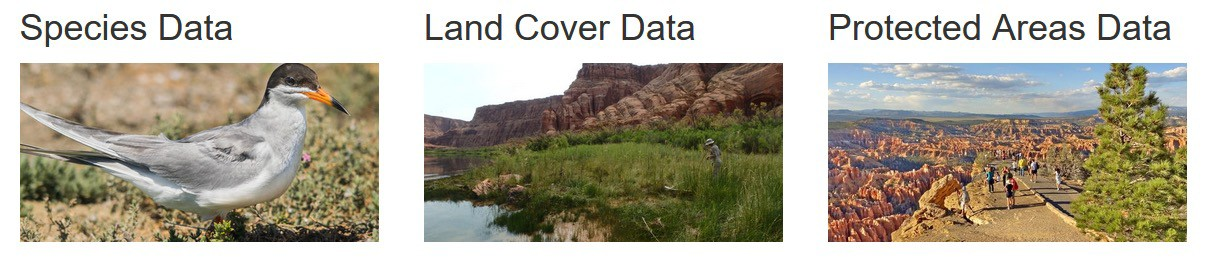 Species Data
Land Cover Data
Protected Areas Data